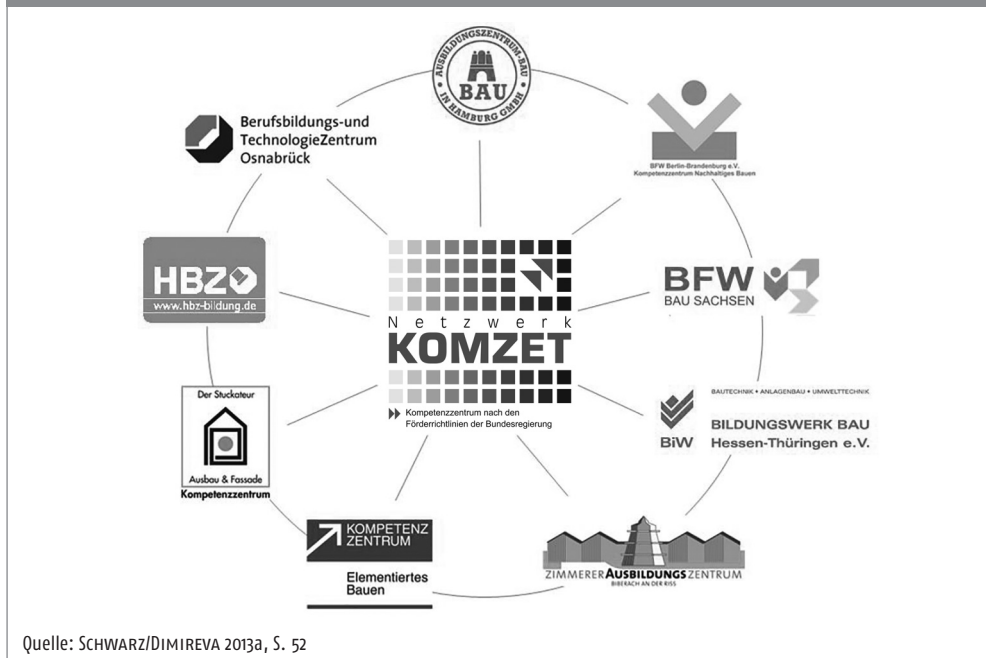 AUSBILDUNGSZENTRUM-BAU
BAU
IN HAMBURG GMBH
Berufsbildungs-und
TechnologieZentrum
Osnabrück
BFW Berlin-Brandenburg e.V.
Kompetenzzentrum Nachhaltiges Bauen
HBZ
www.hbz-bildung.de
BFW
BAU SACHSEN
Netzwerk
KOMZET
Kompetenzzentrum nach den
Förderrichtlinien der Bundesregierung
BAUTECHNIK • ANLAGENBAU • UMWELTTECHNIK
BiW
BILDUNGSWERK BAU
Hessen-Thüringen e.V.
Der Stuckateur
Ausbau & Fassade
Kompetenzzentrum
KOMPETENZ
ZENTRUM
Elementiertes
Bauen
ZIMMERERAUSBILDUNGSZENTRUM
BIBERACH AN DER RISS
Quelle: SCHWARZ/DIMIREVA 2013a, S. 52